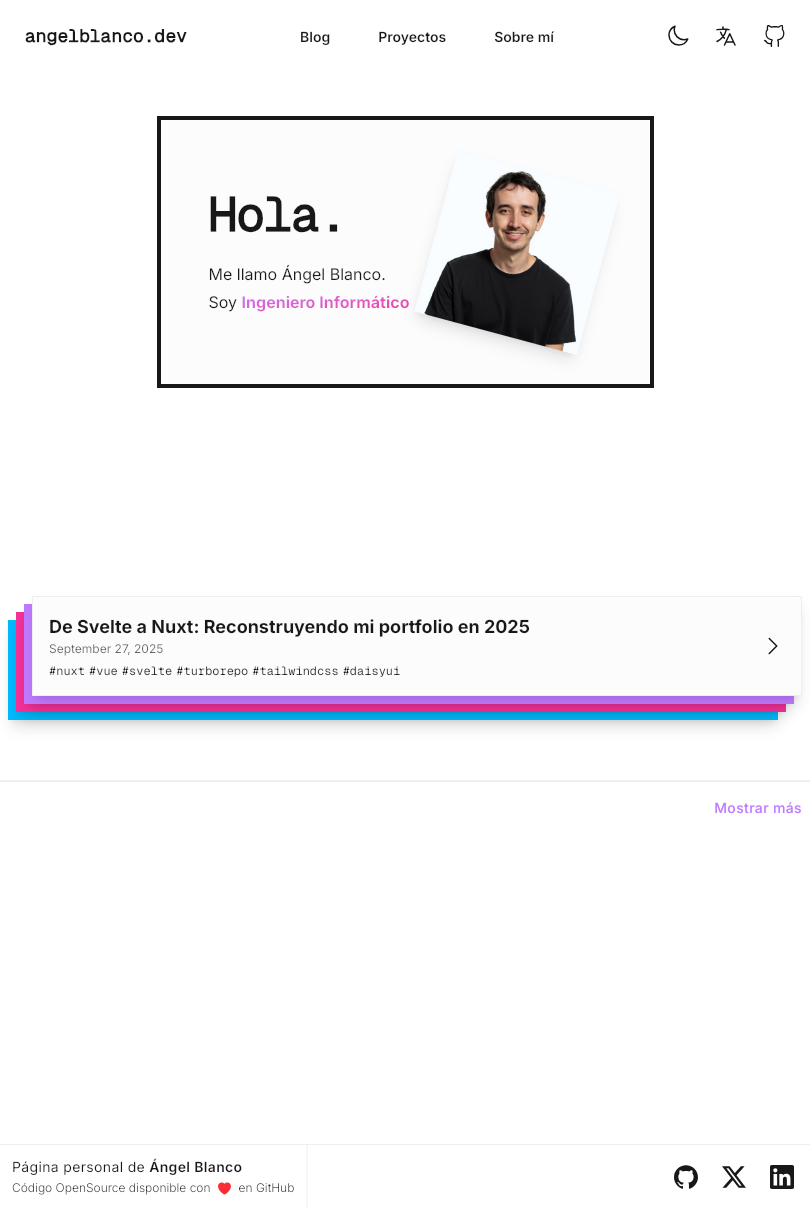 angelblanco.dev
Blog
Proyectos
Sobre mí
Hola.
Me llamo Ángel Blanco.
Soy Ingeniero Informático
De Svelte a Nuxt: Reconstruyendo mi portfolio en 2025
September 27, 2025
#nuxt #vue #svelte #turborepo #tailwindcss #daisyui
Mostrar más
Página personal de Ángel Blanco
Código OpenSource disponible con ♥ en GitHub